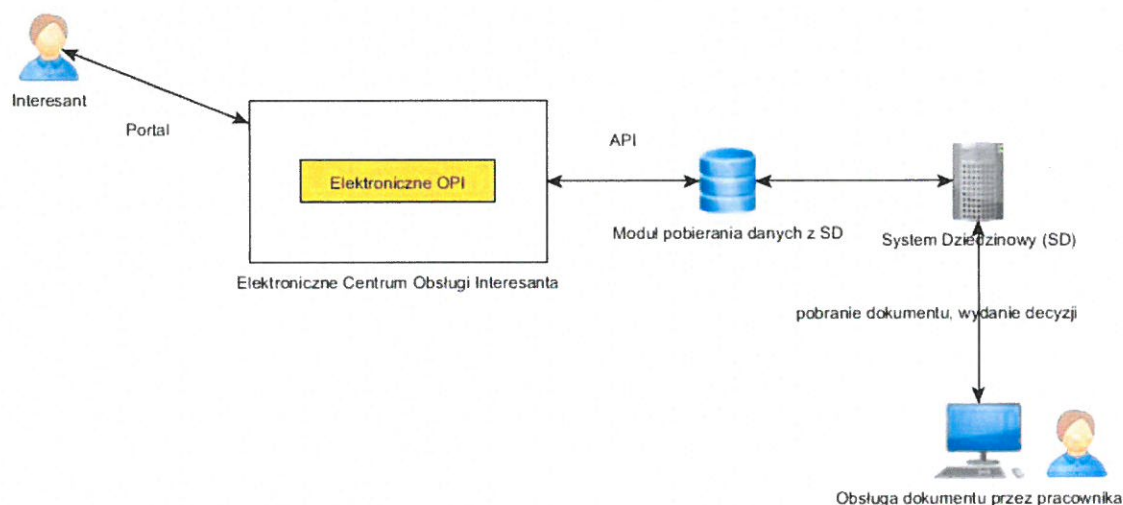 Interesant
Portal
Elektroniczne OPI
Elektroniczne Centrum Obsługi Interesanta
API
Moduł pobierania danych z SD
System Dziedzinowy (SD)
pobranie dokumentu, wydanie decyzji
Obsługa dokumentu przez pracownika